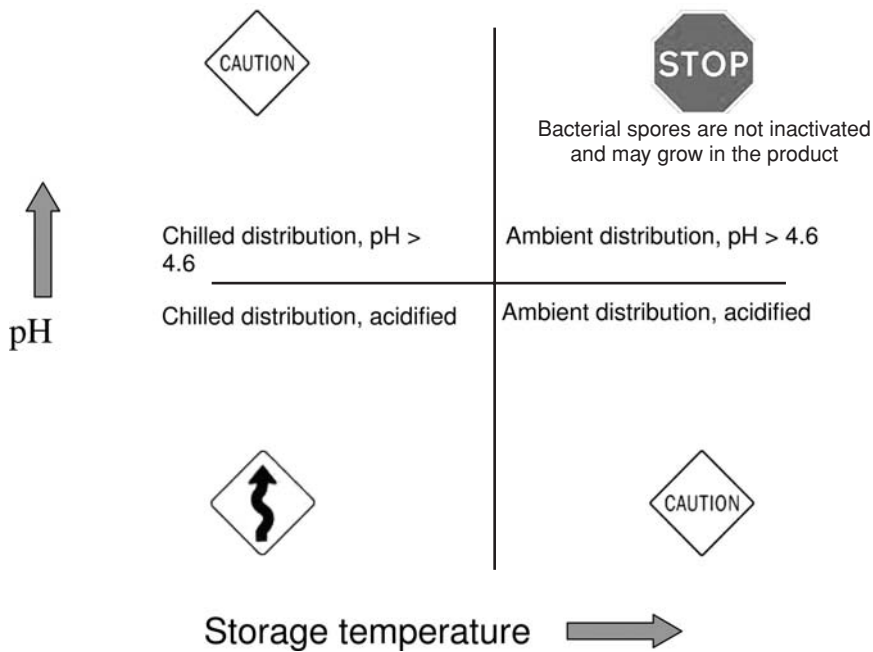 CAUTION
STOP
Bacterial spores are not inactivated
and may grow in the product
Chilled distribution, pH >
4.6
Ambient distribution, pH > 4.6
pH
Chilled distribution, acidified
Ambient distribution, acidified
CAUTION
Storage temperature